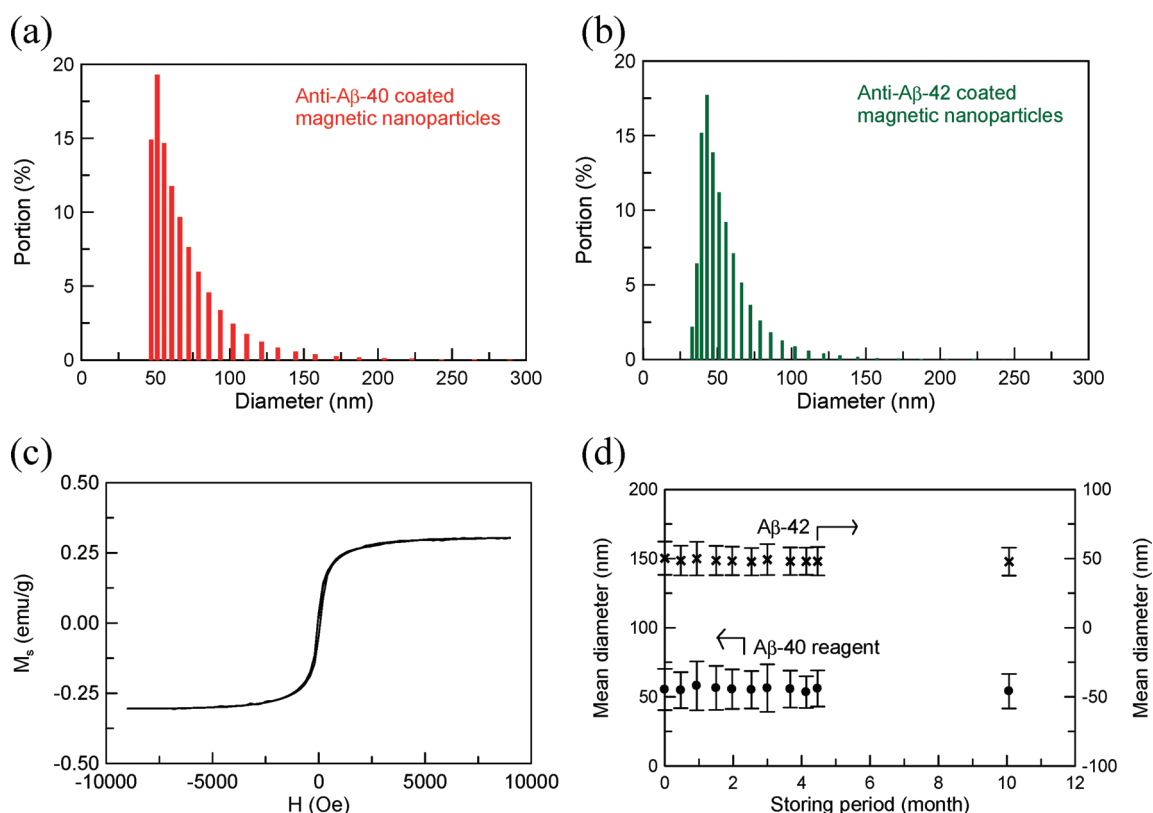 (a)
20
15
10
5
0
Portion (%)
Anti-Aβ-40 coated
magnetic nanoparticles
0 50 100 150 200 250 300
Diameter (nm)
(b)
20
15
10
5
0
Portion (%)
Anti-Aβ-42 coated
magnetic nanoparticles
0 50 100 150 200 250 300
Diameter (nm)
(c)
0.50
0.25
0.00
-0.25
-0.50
Ms (emu/g)
-10000 -5000 0 5000 10000
H (Oe)
(d)
200
150
100
50
0
Mean diameter (nm)
Aβ-42
Aβ-40 reagent
100
50
0
-50
-100
Mean diameter (nm)
0 2 4 6 8 10 12
Storing period (month)